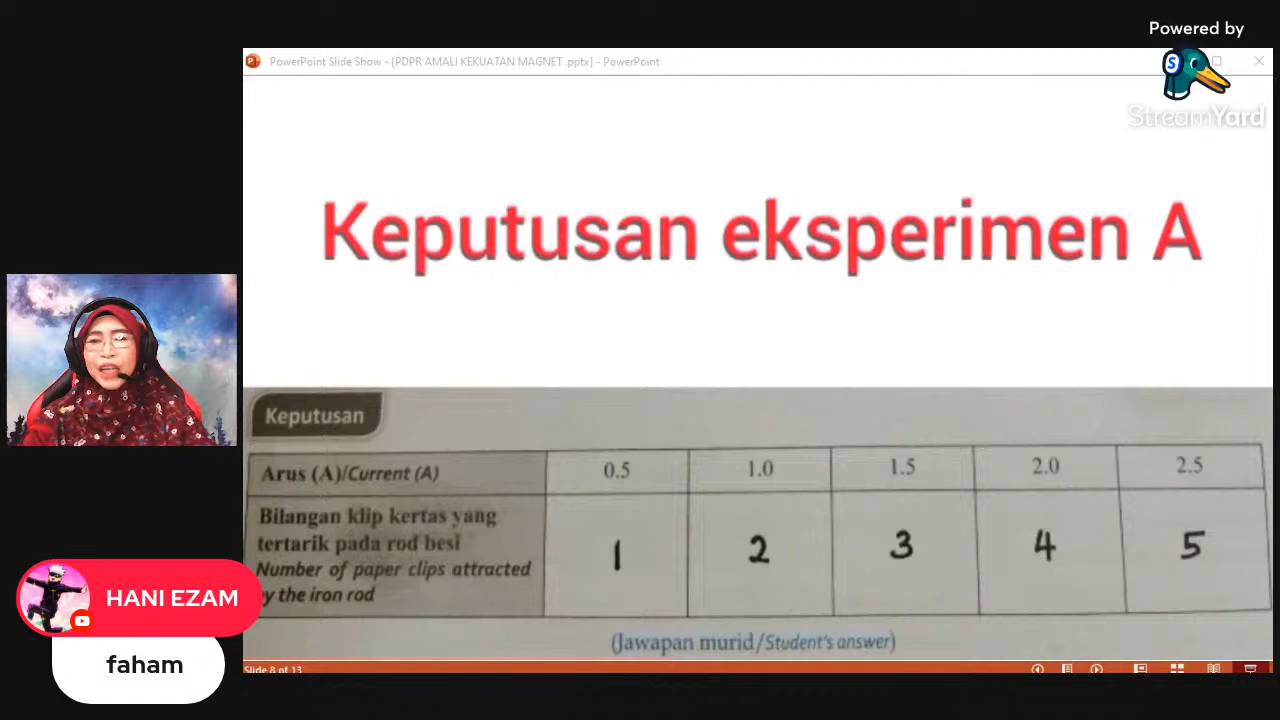 Powered by
StreamYard
PowerPoint Slide Show - [PDPR AMALI KEKUATAN MAGNET .pptx] - PowerPoint
Keputusan eksperimen A
Keputusan
Arus (A)/Current (A) 0.5 1.0 1.5 2.0 2.5
Bilangan klip kertas yang
tertarik pada rod besi
Number of paper clips attracted
by the iron rod
1 2 3 4 5
(Jawapan murid/Student's answer)
Slide 8 of 13
HANI EZAM
faham